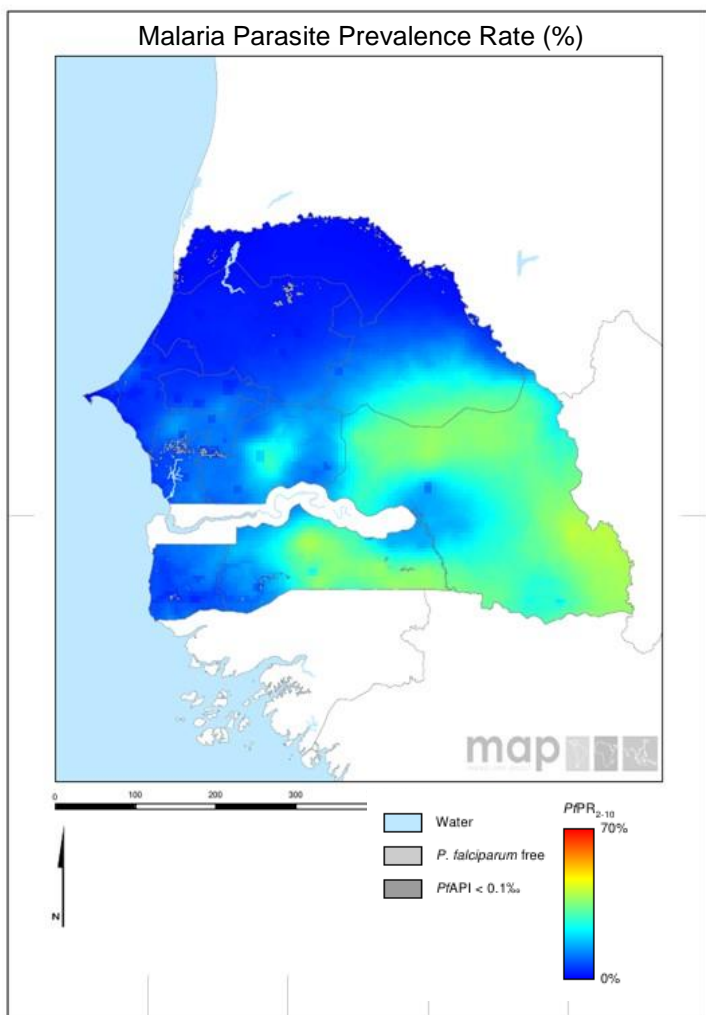 Malaria Parasite Prevalence Rate (%)
map
0 100 200 300
Water
P. falciparum free
PfAPI < 0.1‰
PfPR2-10
70%
0%
N